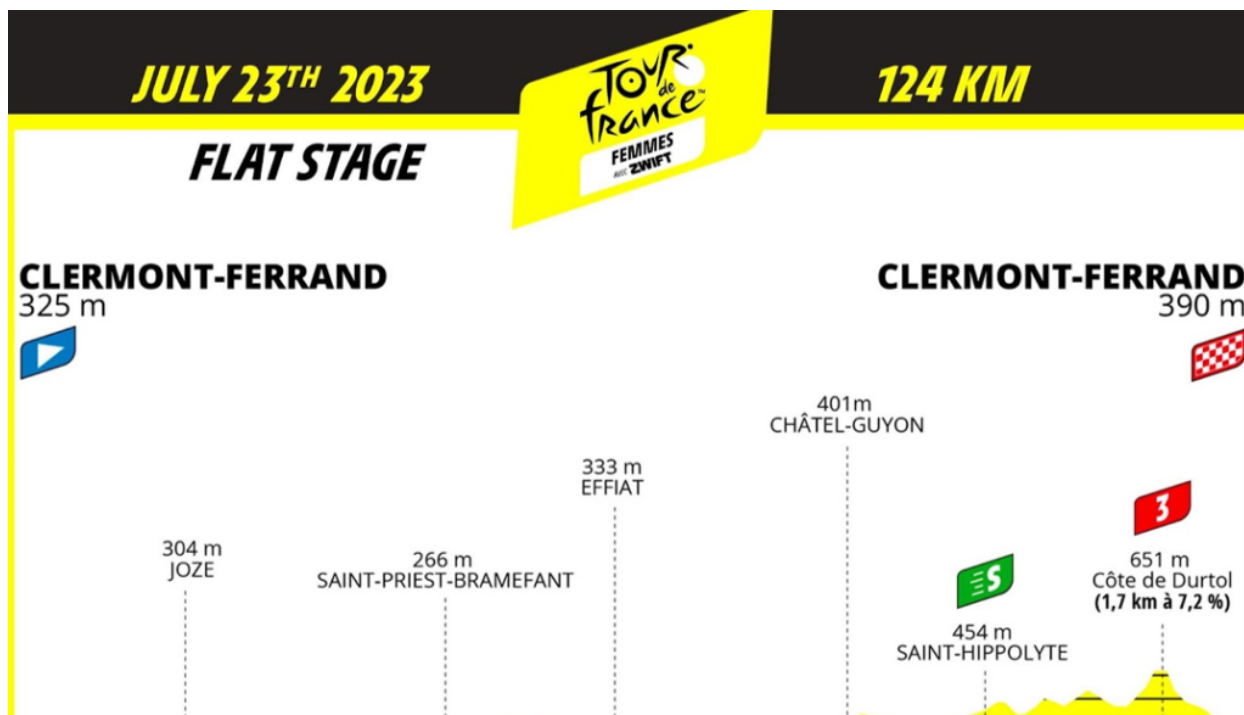 JULY 23TH 2023
TOUR
de
france™
FEMMES
AVEC ZWIFT
124 KM
FLAT STAGE
CLERMONT-FERRAND
325 m
CLERMONT-FERRAND
390 m
401m
CHÂTEL-GUYON
333 m
EFFIAT
3
304 m
JOZE
266 m
SAINT-PRIEST-BRAMEFANT
S
651 m
Côte de Durtol
(1,7 km à 7,2 %)
454 m
SAINT-HIPPOLYTE